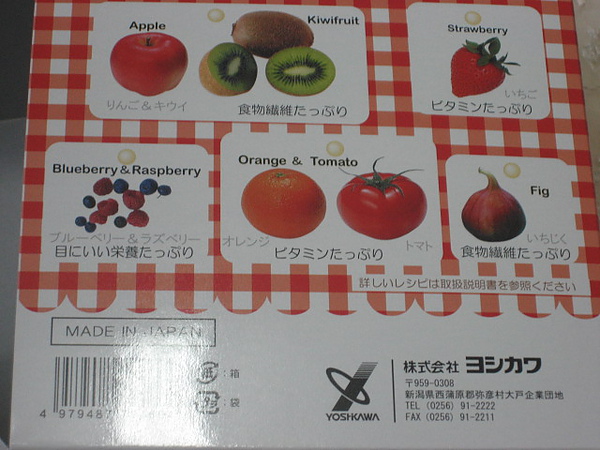 Apple
Kiwifruit
りんご＆キウイ
食物繊維たっぷり
Strawberry
いちご
ビタミンたっぷり
Blueberry & Raspberry
ブルーベリー＆ラズベリー
目にいい栄養たっぷり
Orange & Tomato
オレンジ
トマト
ビタミンたっぷり
Fig
いちじく
食物繊維たっぷり
詳しいレシピは取扱説明書を参照ください
MADE IN JAPAN
4 979487
紙 : 箱
プラ : 袋
YOSHIKAWA
株式会社 ヨシカワ
〒959-0308
新潟県西蒲原郡弥彦村大戸企業団地
TEL (0256) 91-2222
FAX (0256) 91-2211